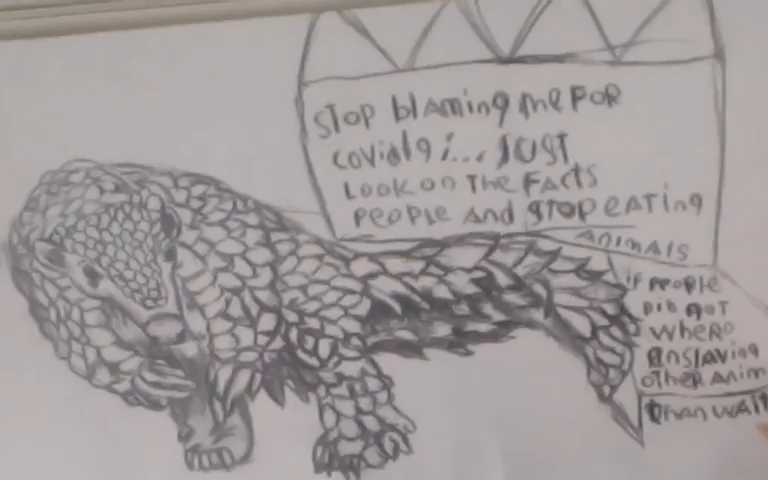 STOP blaming me FOR
covid19 i... JUST
LOOK on THE FACTS
PEOPLE AND STOP EATING
ANIMALS
if PEOPLE
DID NOT
WHERE
ENSLAVING
OTHER ANIM
THAN WAIT